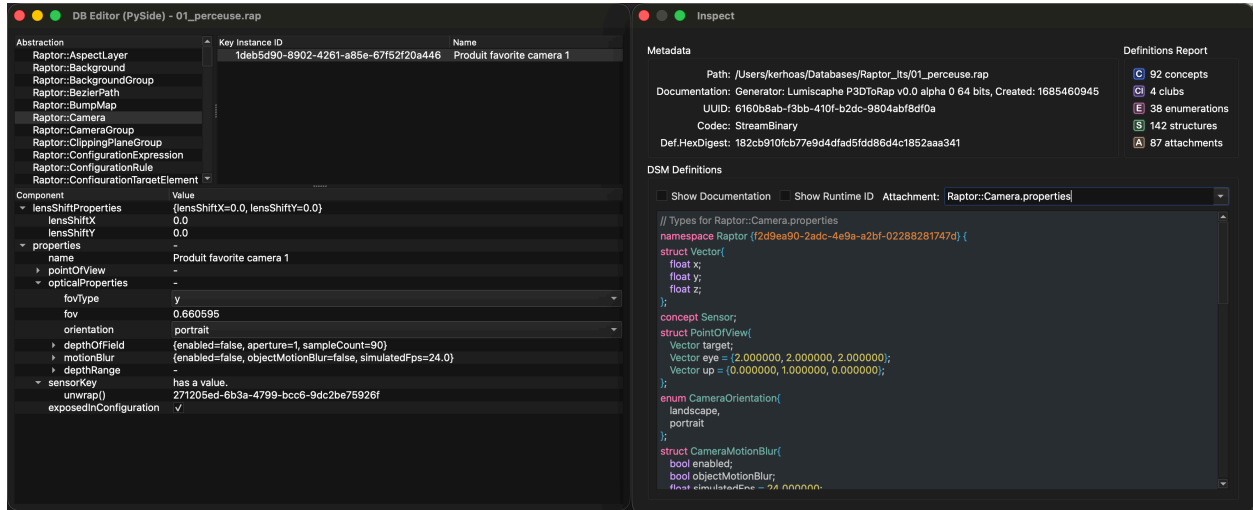 DB Editor (PySide) - 01_perceuse.rap
Abstraction
Raptor::AspectLayer
Raptor::Background
Raptor::BackgroundGroup
Raptor::BezierPath
Raptor::BumpMap
Raptor::Camera
Raptor::CameraGroup
Raptor::ClippingPlaneGroup
Raptor::ConfigurationExpression
Raptor::ConfigurationRule
Raptor::ConfigurationTargetElement
Key Instance ID Name
1deb5d90-8902-4261-a85e-67f52f20a446 Produit favorite camera 1
Component Value
lensShiftProperties {lensShiftX=0.0, lensShiftY=0.0}
lensShiftX 0.0
lensShiftY 0.0
properties -
name Produit favorite camera 1
pointOfView -
opticalProperties -
fovType y
fov 0.660595
orientation portrait
depthOfField {enabled=false, aperture=1, sampleCount=90}
motionBlur {enabled=false, objectMotionBlur=false, simulatedFps=24.0}
depthRange -
sensorKey has a value.
unwrap() 271205ed-6b3a-4799-bcc6-9dc2be75926f
exposedInConfiguration ✓
Inspect
Metadata
Path: /Users/kerhoas/Databases/Raptor_lts/01_perceuse.rap
Documentation: Generator: Lumiscaphe P3DToRap v0.0 alpha 0 64 bits, Created: 1685460945
UUID: 6160b8ab-f3bb-410f-b2dc-9804abf8df0a
Codec: StreamBinary
Def.HexDigest: 182cb910fcb77e9d4dfad5fdd86d4c1852aaa341
Definitions Report
C 92 concepts
Cl 4 clubs
E 38 enumerations
S 142 structures
A 87 attachments
DSM Definitions
Show Documentation Show Runtime ID Attachment: Raptor::Camera.properties
// Types for Raptor::Camera.properties
namespace Raptor {f2d9ea90-2adc-4e9a-a2bf-02288281747d} {
struct Vector{
float x;
float y;
float z;
};
concept Sensor;
struct PointOfView{
Vector target;
Vector eye = {2.000000, 2.000000, 2.000000};
Vector up = {0.000000, 1.000000, 0.000000};
};
enum CameraOrientation{
landscape,
portrait
};
struct CameraMotionBlur{
bool enabled;
bool objectMotionBlur;
float simulatedFps = 24.000000;